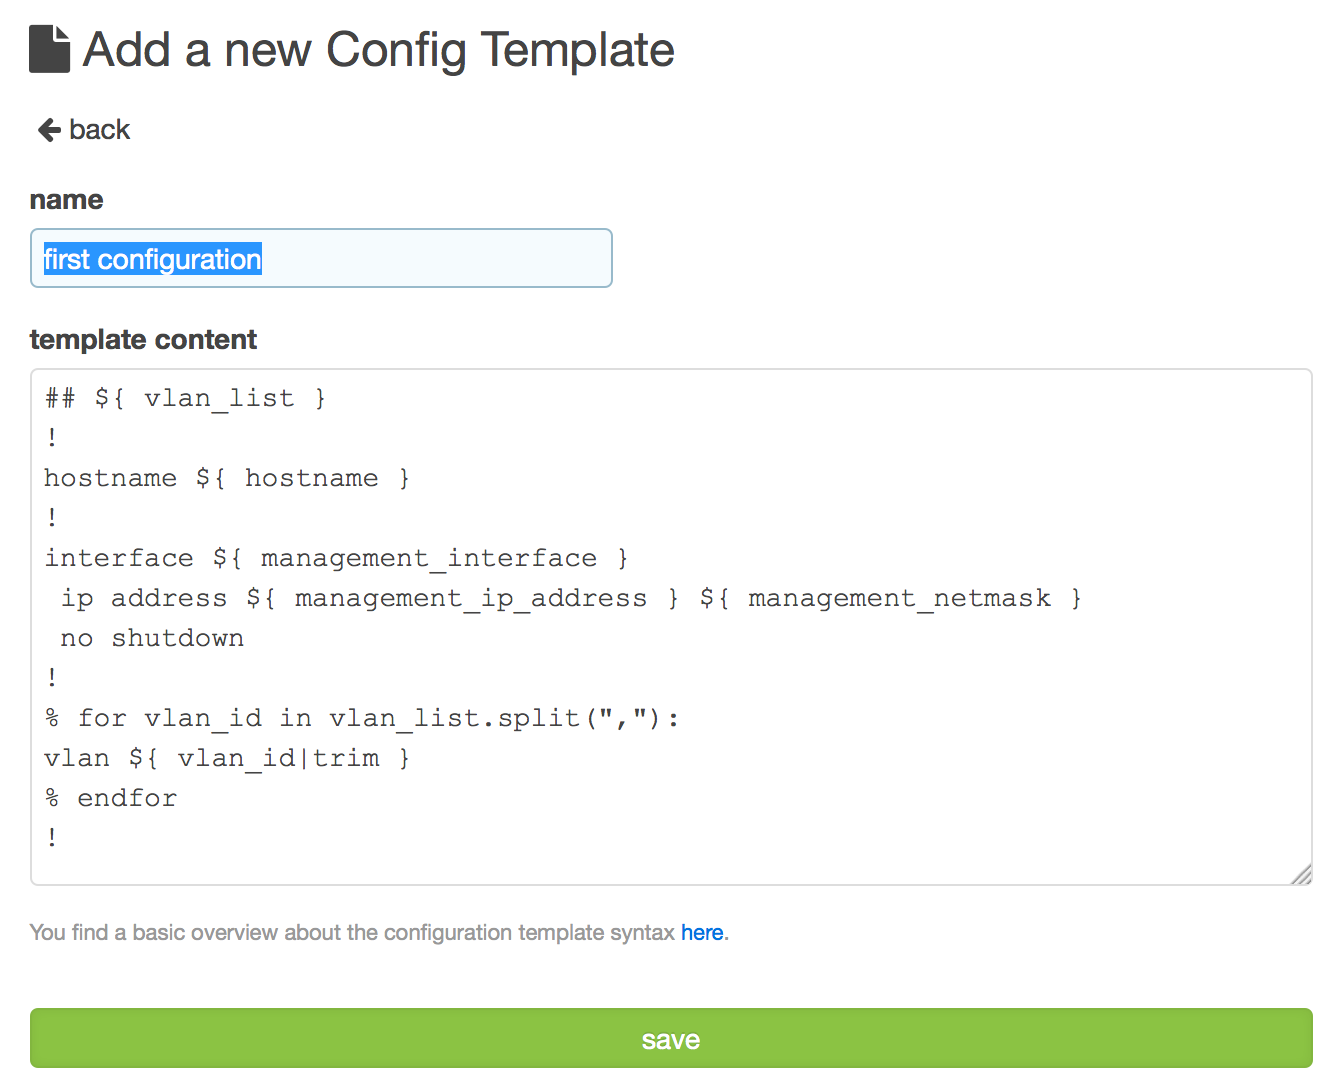 Add a new Config Template
back
name
first configuration
template content
## ${ vlan_list }
!
hostname ${ hostname }
!
interface ${ management_interface }
 ip address ${ management_ip_address } ${ management_netmask }
 no shutdown
!
% for vlan_id in vlan_list.split(","):
vlan ${ vlan_id|trim }
% endfor
!
You find a basic overview about the configuration template syntax here.
save